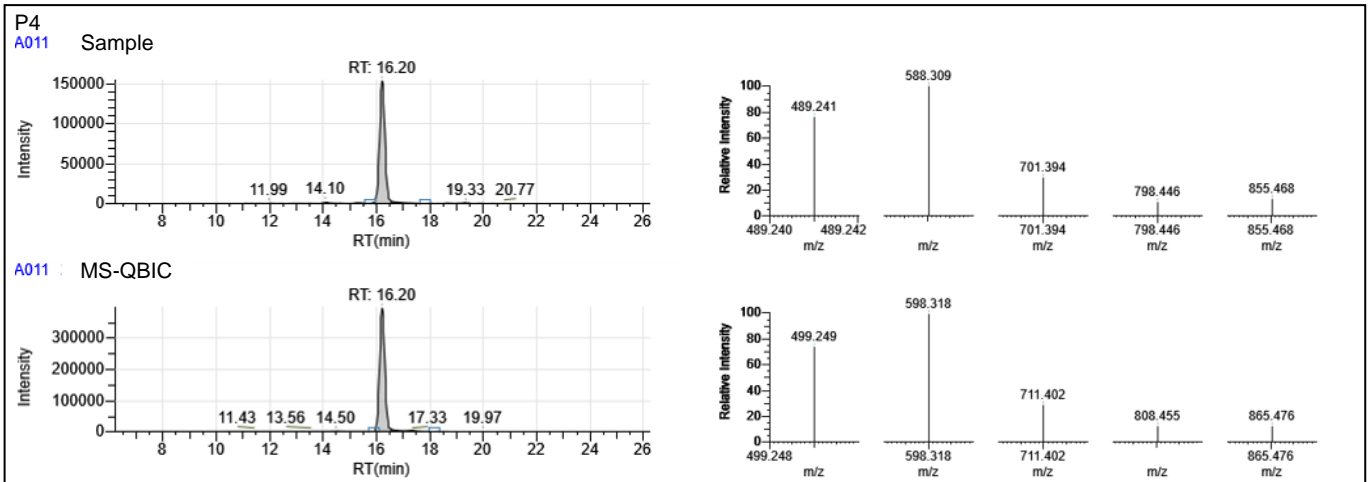 P4
A011 Sample
RT: 16.20
150000
100000
50000
0
Intensity
11.99 14.10 19.33 20.77
8 10 12 14 16 18 20 22 24 26
RT(min)
588.309
489.241
701.394
798.446
855.468
100
80
60
40
20
0
Relative Intensity
489.240 489.242 701.394 798.446 855.468
m/z m/z m/z m/z
A011 : MS-QBIC
RT: 16.20
300000
200000
100000
0
Intensity
11.43 13.56 14.50 17.33 19.97
8 10 12 14 16 18 20 22 24 26
RT(min)
598.318
499.249
711.402
808.455
865.476
100
80
60
40
20
0
Relative Intensity
499.248 598.318 711.402 865.476
m/z m/z m/z m/z m/z